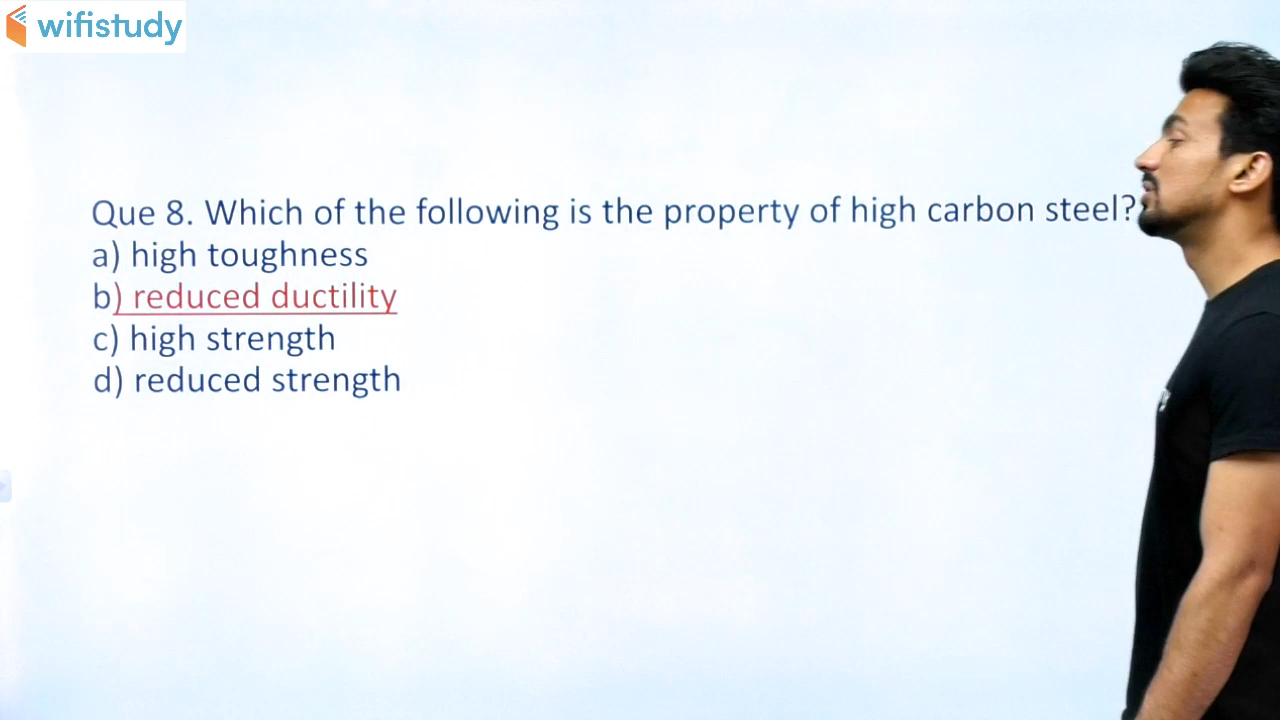 wifistudy
Que 8. Which of the following is the property of high carbon steel?
a) high toughness
b) reduced ductility
c) high strength
d) reduced strength